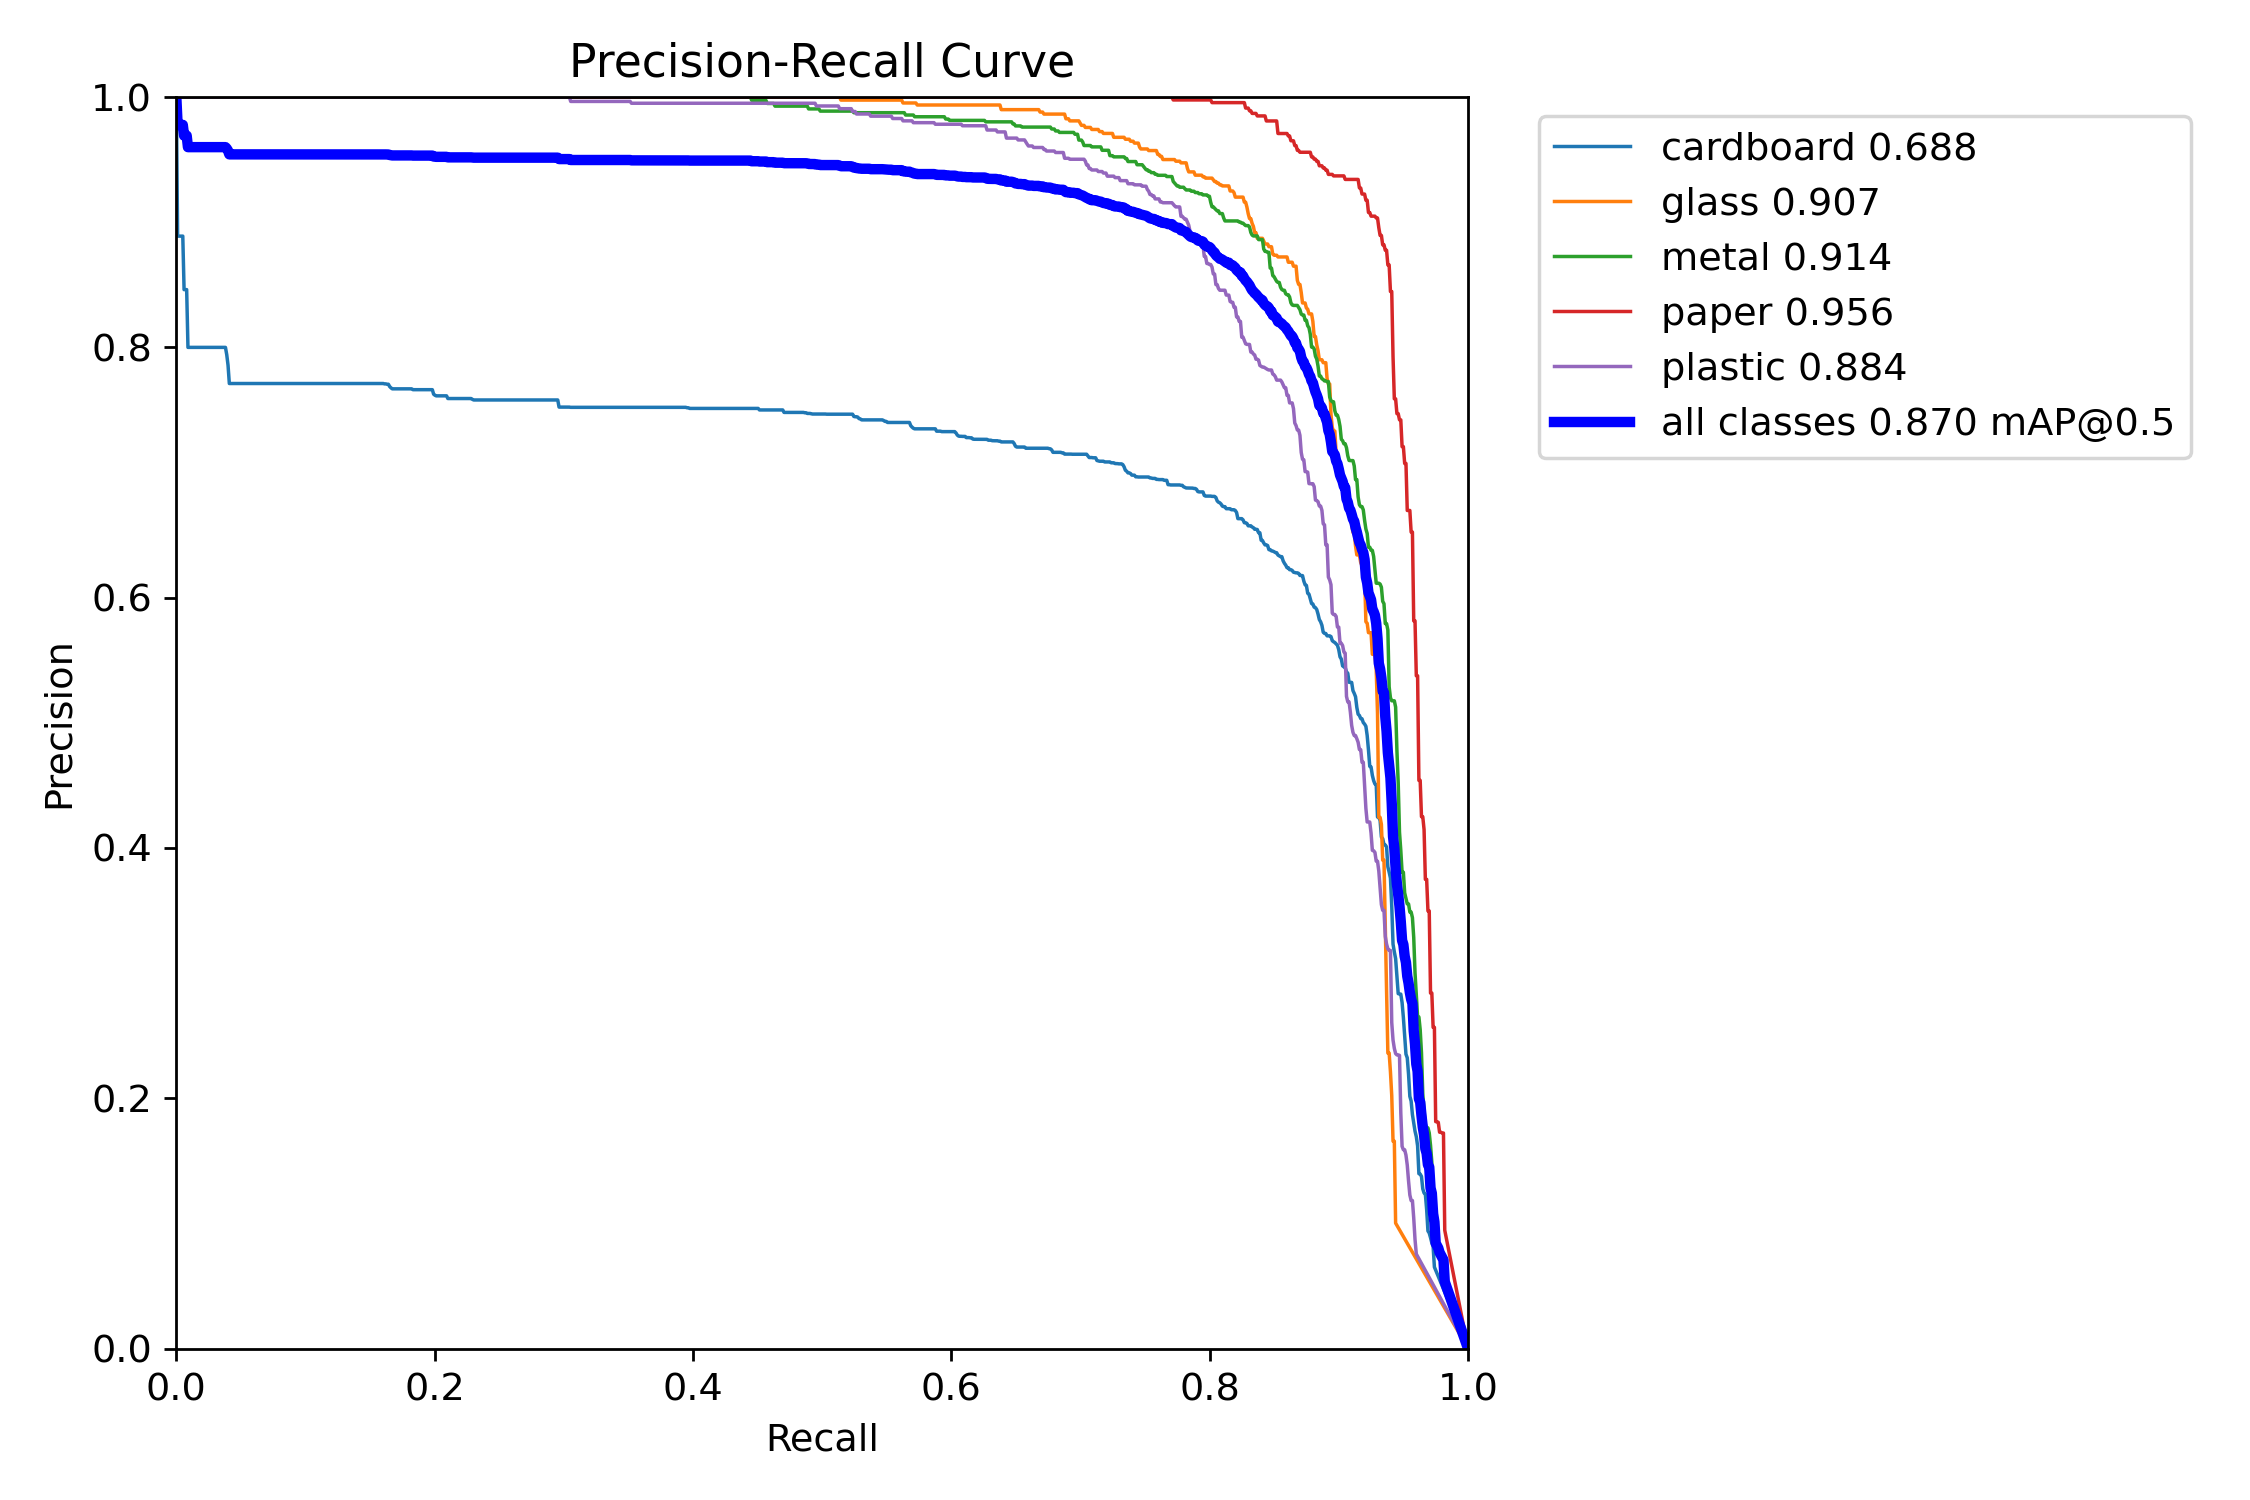 Precision-Recall Curve
1.0
0.8
0.6
0.4
0.2
0.0
Precision
0.0 0.2 0.4 0.6 0.8 1.0
Recall
cardboard 0.688
glass 0.907
metal 0.914
paper 0.956
plastic 0.884
all classes 0.870 mAP@0.5